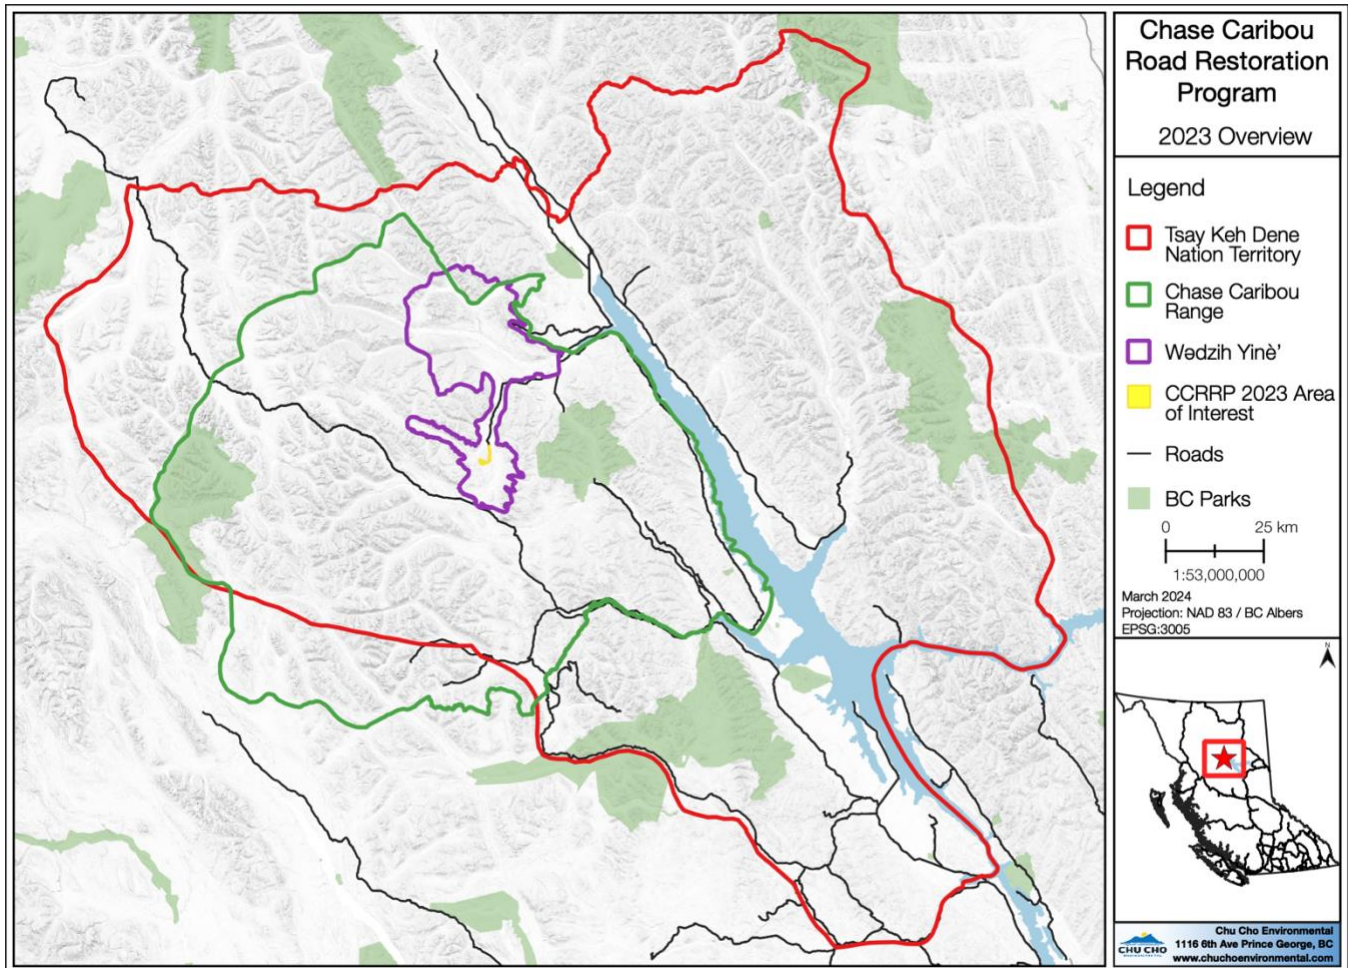 Chase Caribou
Road Restoration
Program
2023 Overview
Legend
Tsay Keh Dene
Nation Territory
Chase Caribou
Range
Wədzih Yinè’
CCRRP 2023 Area
of Interest
Roads
BC Parks
0 25 km
1:53,000,000
March 2024
Projection: NAD 83 / BC Albers
EPSG:3005
N
Chu Cho Environmental
1116 6th Ave Prince George, BC
www.chuchoenvironmental.com
CHU CHO